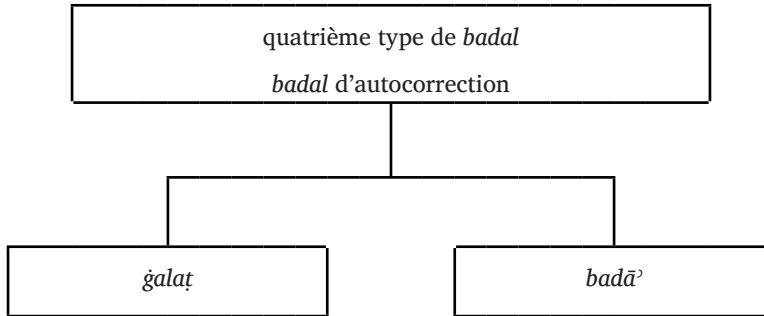 quatrième type de badal
badal d’autocorrection
ġalaṭ
badāʾ